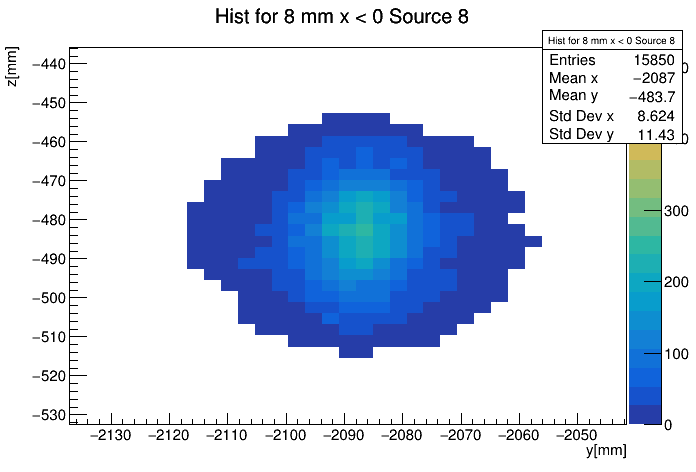 Hist for 8 mm x < 0 Source 8
z[mm]
Hist for 8 mm x < 0 Source 8
Entries 15850
Mean x −2087
Mean y −483.7
Std Dev x 8.624
Std Dev y 11.43
−440
−450
−460
−470
−480
−490
−500
−510
−520
−530
300
200
100
0
−2130 −2120 −2110 −2100 −2090 −2080 −2070 −2060 −2050
y[mm]